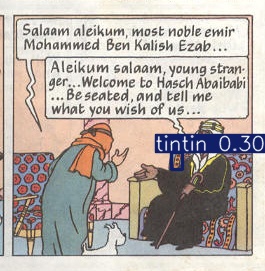 Salaam aleikum, most noble emir
Mohammed Ben Kalish Ezab...
Aleikum salaam, young stran-
ger...Welcome to Hasch Abaibabi
...Be seated, and tell me
what you wish of us...
tintin 0.30